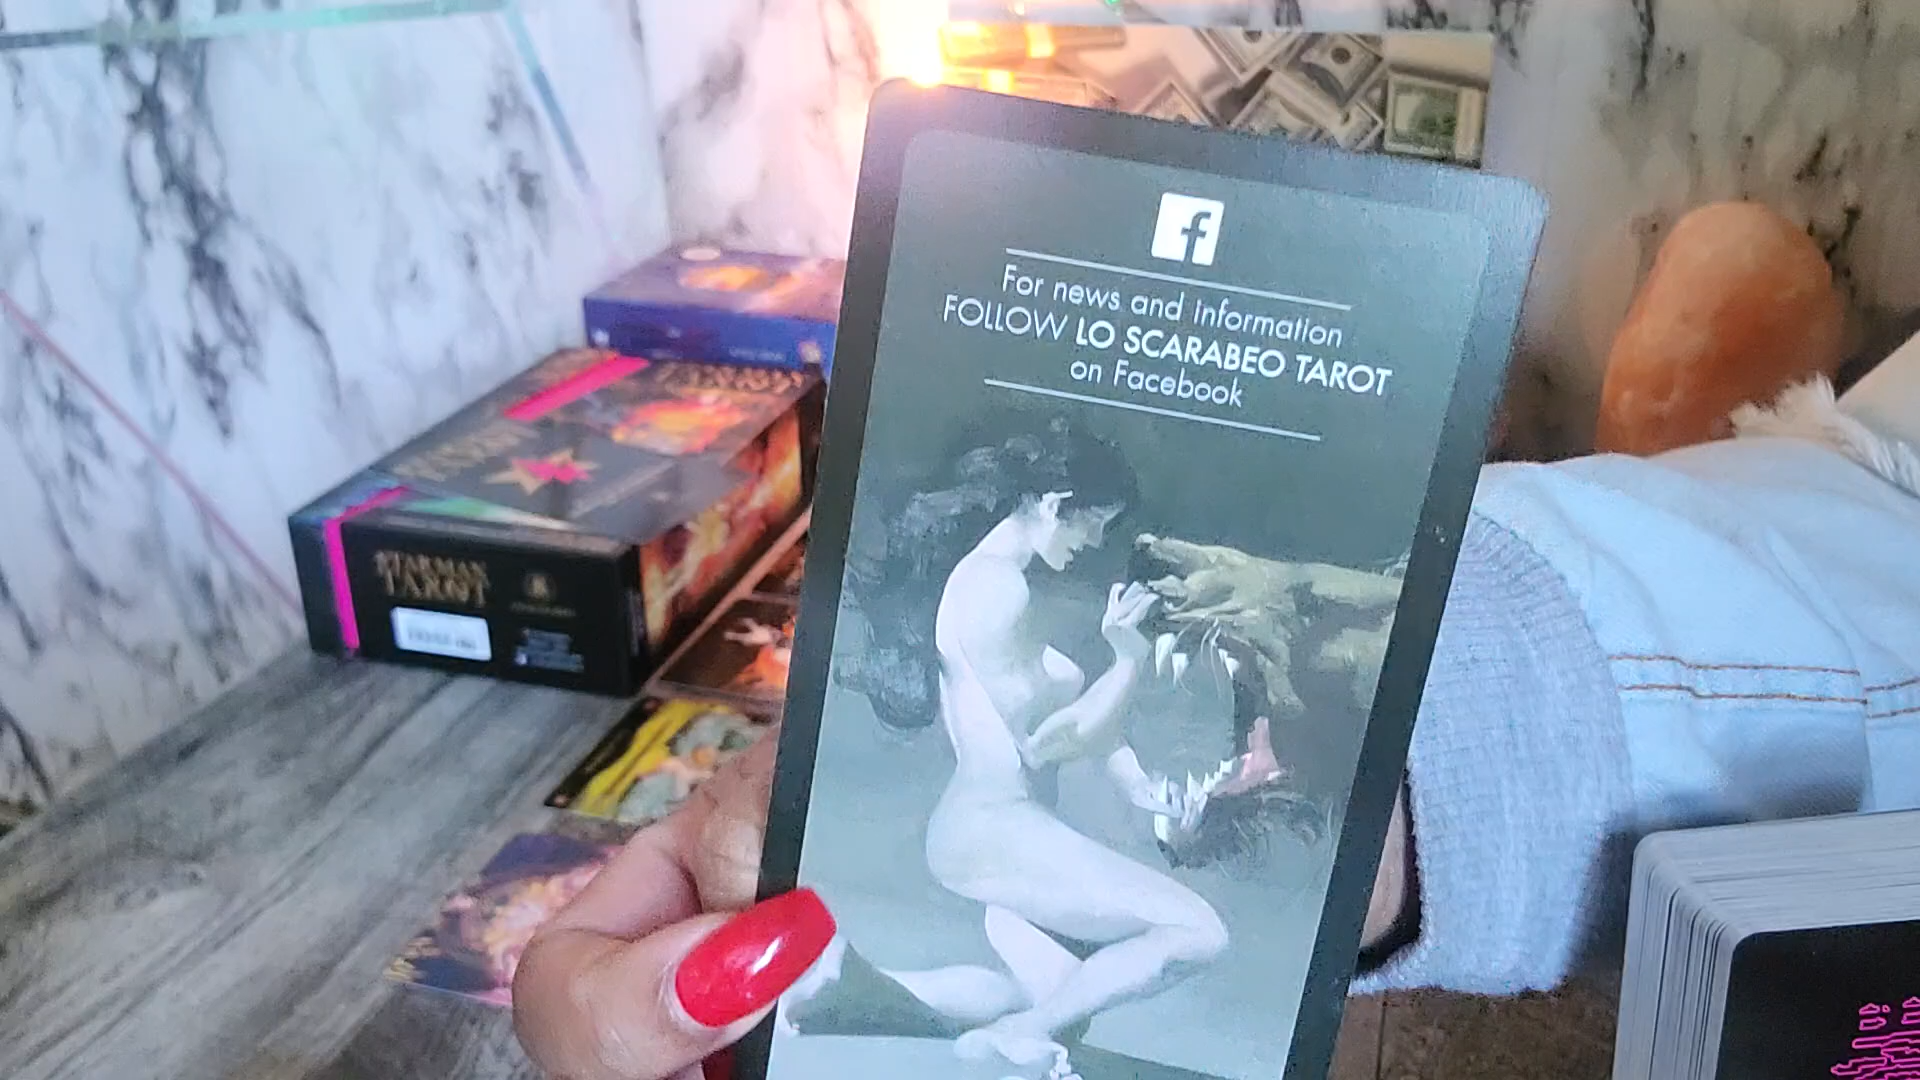 For news and information
FOLLOW LO SCARABEO TAROT
on Facebook
STARMAN
TAROT